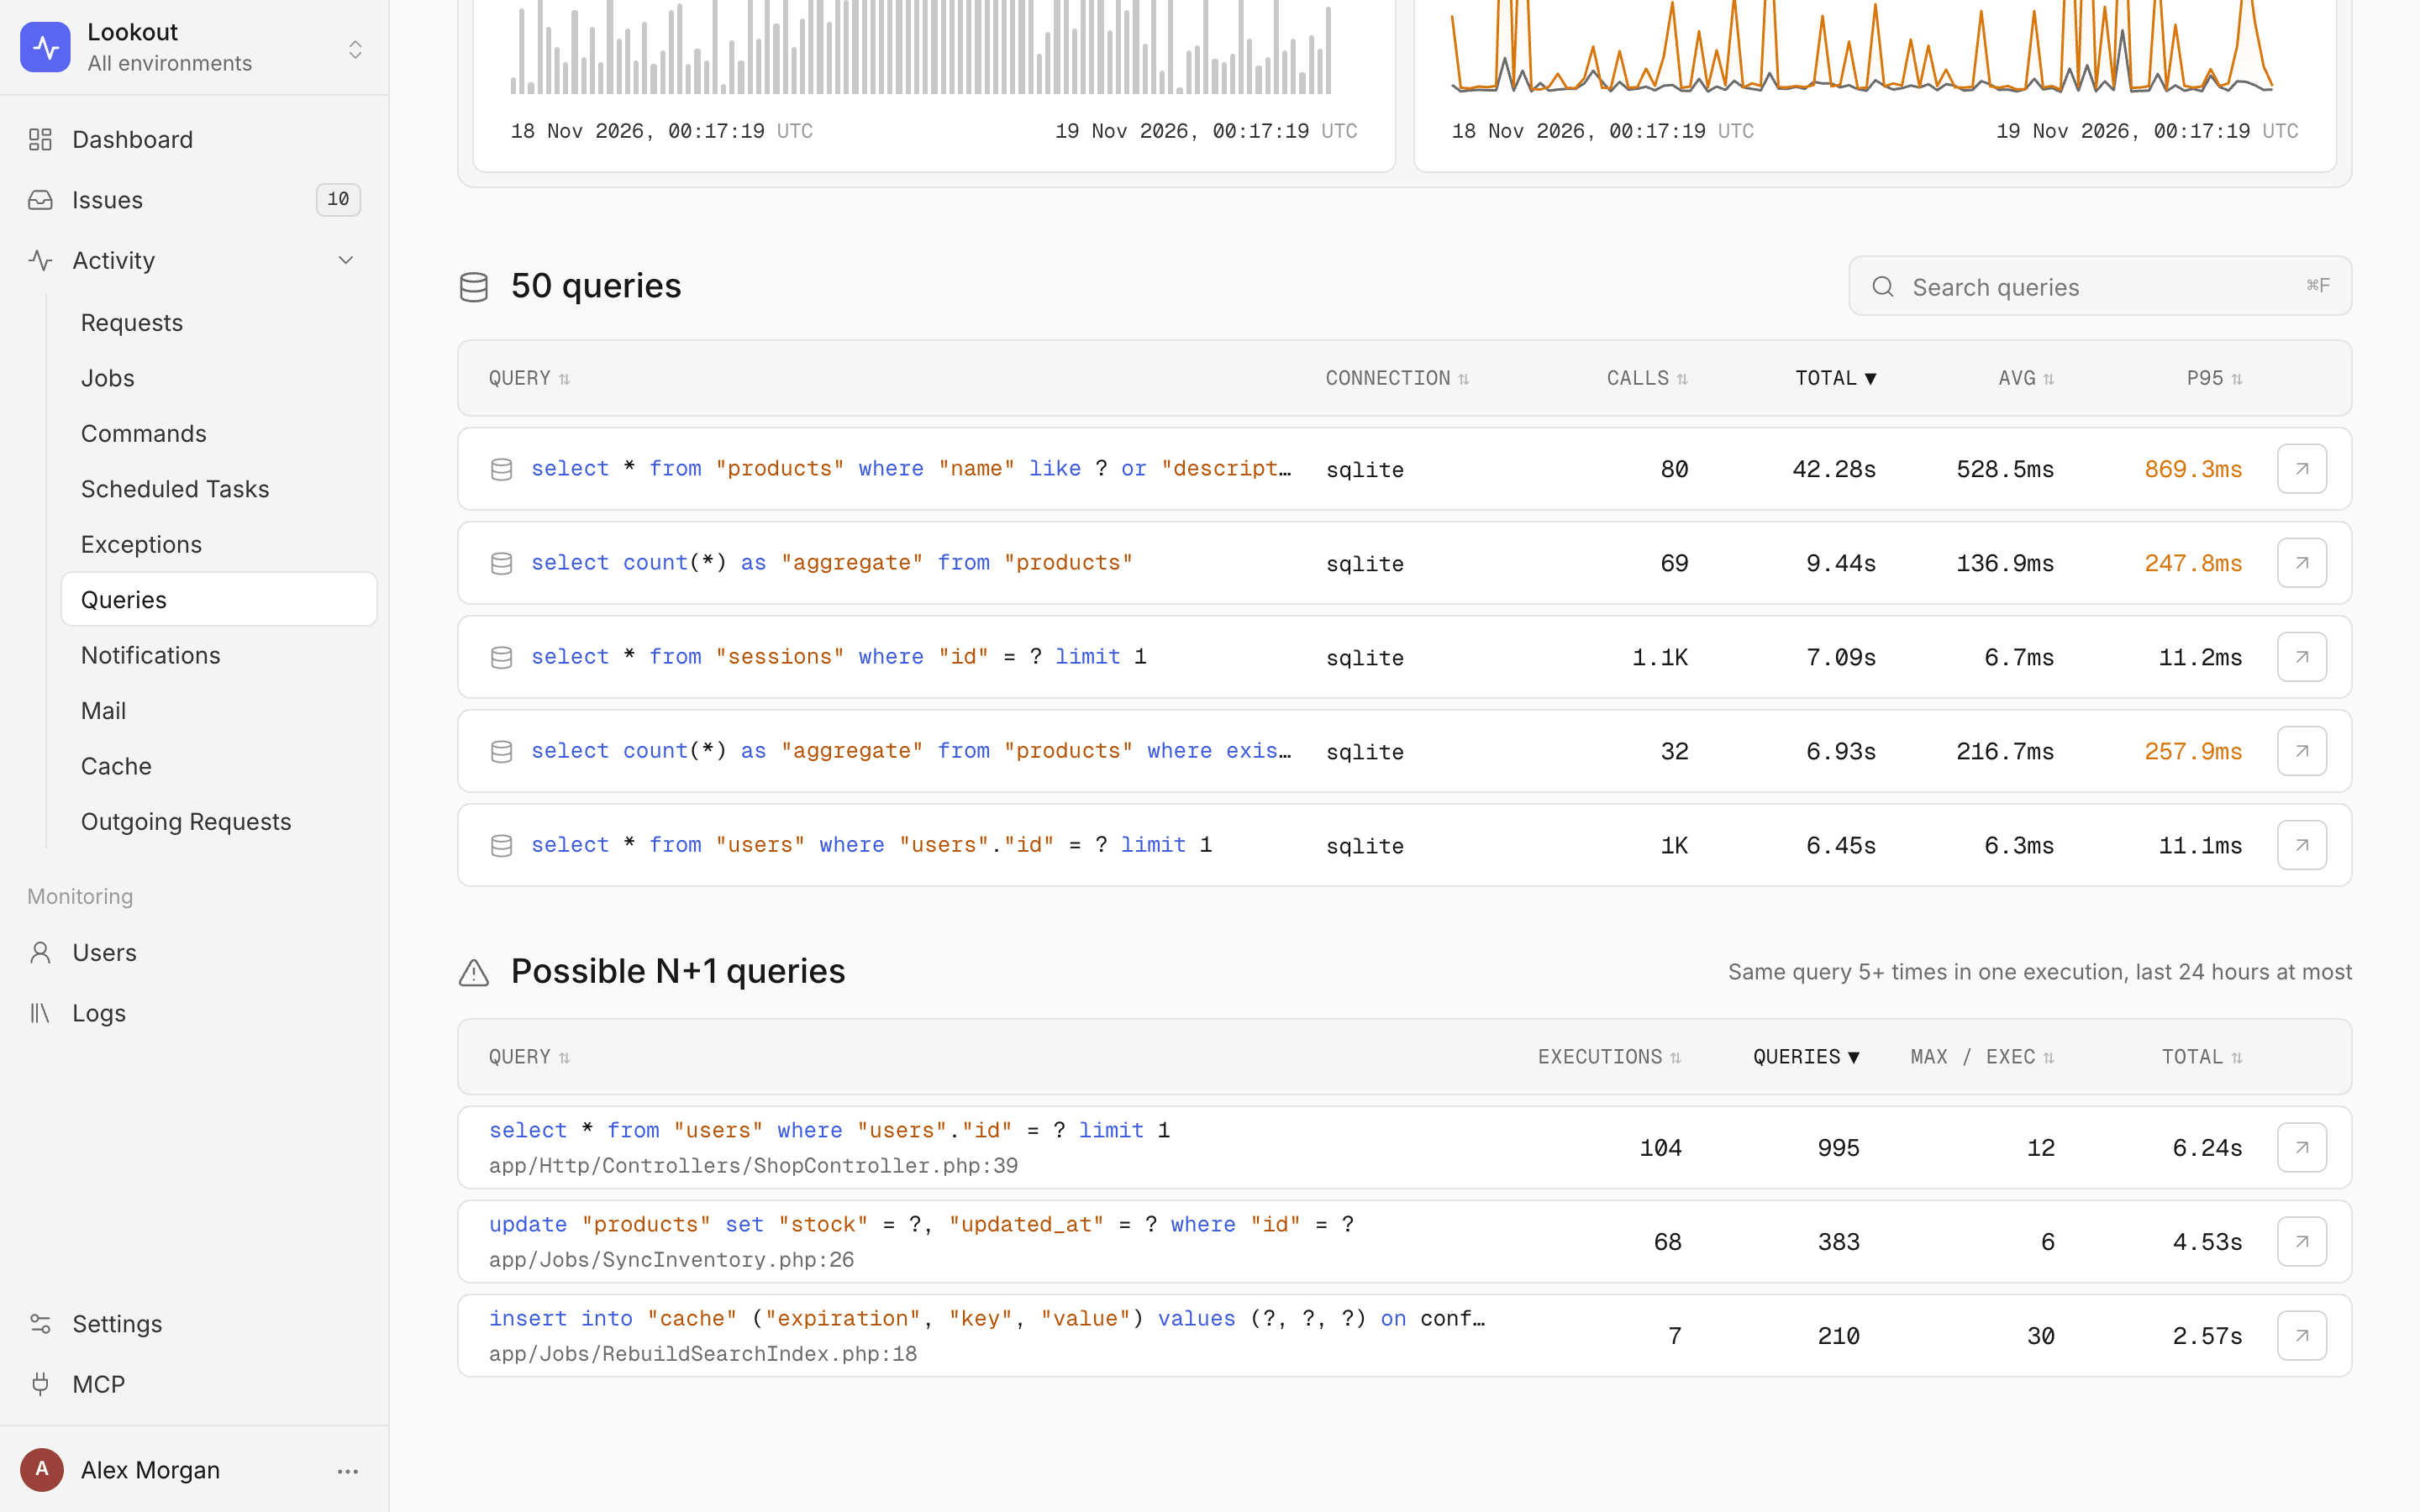 Lookout
All environments
Dashboard
Issues 10
Activity
Requests
Jobs
Commands
Scheduled Tasks
Exceptions
Queries
Notifications
Mail
Cache
Outgoing Requests
Monitoring
Users
Logs
Settings
MCP
A Alex Morgan
18 Nov 2026, 00:17:19 UTC 19 Nov 2026, 00:17:19 UTC
18 Nov 2026, 00:17:19 UTC 19 Nov 2026, 00:17:19 UTC
50 queries
Search queries ⌘F
QUERY CONNECTION CALLS TOTAL AVG P95
select * from "products" where "name" like ? or "descript… sqlite 80 42.28s 528.5ms 869.3ms
select count(*) as "aggregate" from "products" sqlite 69 9.44s 136.9ms 247.8ms
select * from "sessions" where "id" = ? limit 1 sqlite 1.1K 7.09s 6.7ms 11.2ms
select count(*) as "aggregate" from "products" where exis… sqlite 32 6.93s 216.7ms 257.9ms
select * from "users" where "users"."id" = ? limit 1 sqlite 1K 6.45s 6.3ms 11.1ms
Possible N+1 queries
Same query 5+ times in one execution, last 24 hours at most
QUERY EXECUTIONS QUERIES MAX / EXEC TOTAL
select * from "users" where "users"."id" = ? limit 1
app/Http/Controllers/ShopController.php:39
104 995 12 6.24s
update "products" set "stock" = ?, "updated_at" = ? where "id" = ?
app/Jobs/SyncInventory.php:26
68 383 6 4.53s
insert into "cache" ("expiration", "key", "value") values (?, ?, ?) on conf…
app/Jobs/RebuildSearchIndex.php:18
7 210 30 2.57s